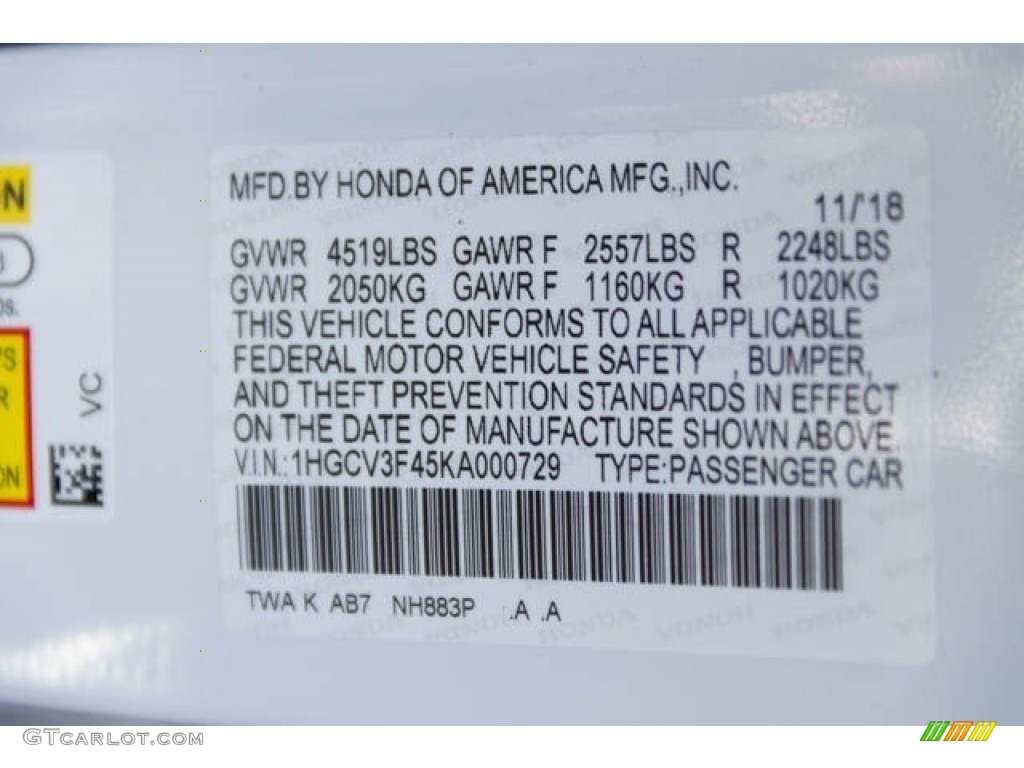 MFD.BY HONDA OF AMERICA MFG.,INC.
11/'18
GVWR 4519LBS GAWR F 2557LBS R 2248LBS
GVWR 2050KG GAWR F 1160KG R 1020KG
THIS VEHICLE CONFORMS TO ALL APPLICABLE
FEDERAL MOTOR VEHICLE SAFETY , BUMPER,
AND THEFT PREVENTION STANDARDS IN EFFECT
ON THE DATE OF MANUFACTURE SHOWN ABOVE.
V.I.N.:1HGCV3F45KA000729 TYPE:PASSENGER CAR
TWA K AB7 NH883P .A .A
VC
GTCARLOT.COM